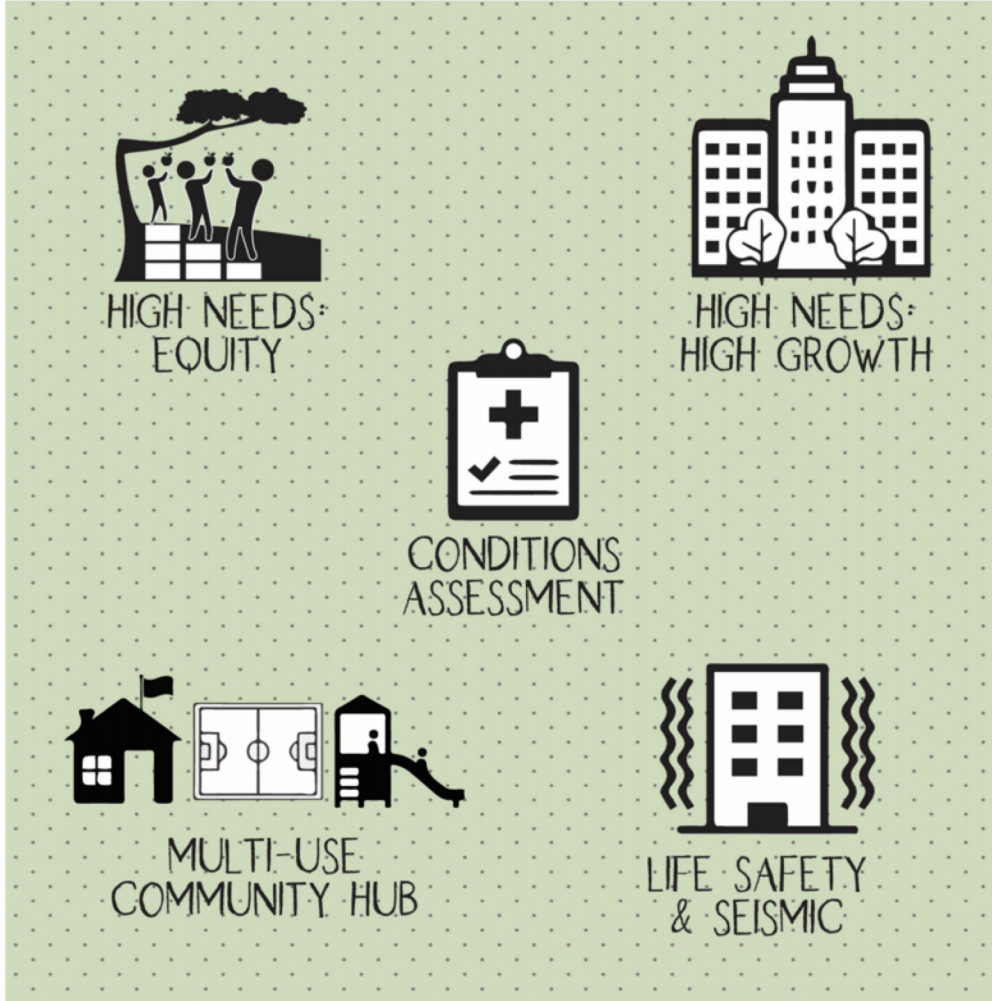 HIGH NEEDS:
EQUITY
HIGH NEEDS:
HIGH GROWTH
CONDITIONS
ASSESSMENT
MULTI-USE
COMMUNITY HUB
LIFE SAFETY
& SEISMIC